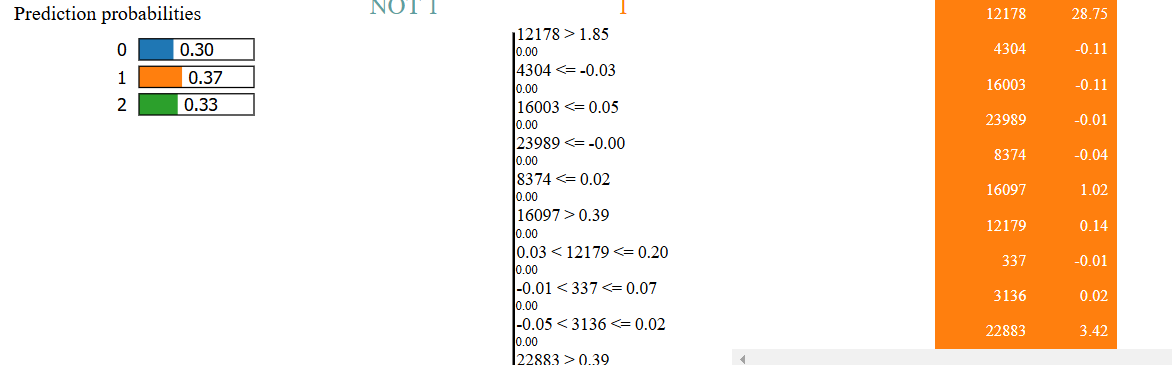 Prediction probabilities
0 0.30
1 0.37
2 0.33
NOT 1
1
12178 > 1.85
0.00
4304 <= -0.03
0.00
16003 <= 0.05
0.00
23989 <= -0.00
0.00
8374 <= 0.02
0.00
16097 > 0.39
0.00
0.03 < 12179 <= 0.20
0.00
-0.01 < 337 <= 0.07
0.00
-0.05 < 3136 <= 0.02
0.00
22883 > 0.39
12178 28.75
4304 -0.11
16003 -0.11
23989 -0.01
8374 -0.04
16097 1.02
12179 0.14
337 -0.01
3136 0.02
22883 3.42